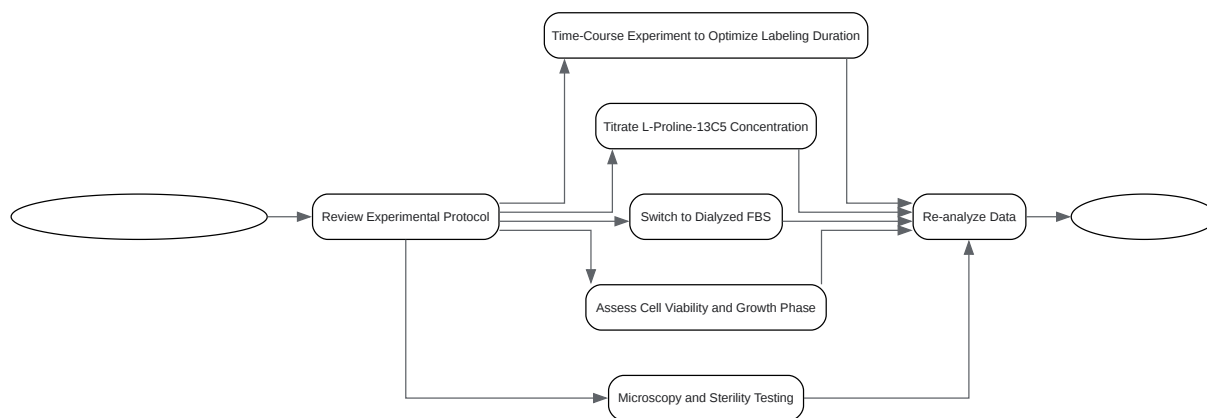 Time-Course Experiment to Optimize Labeling Duration
Titrate L-Proline-13C5 Concentration
Review Experimental Protocol
Switch to Dialyzed FBS
Re-analyze Data
Assess Cell Viability and Growth Phase
Microscopy and Sterility Testing